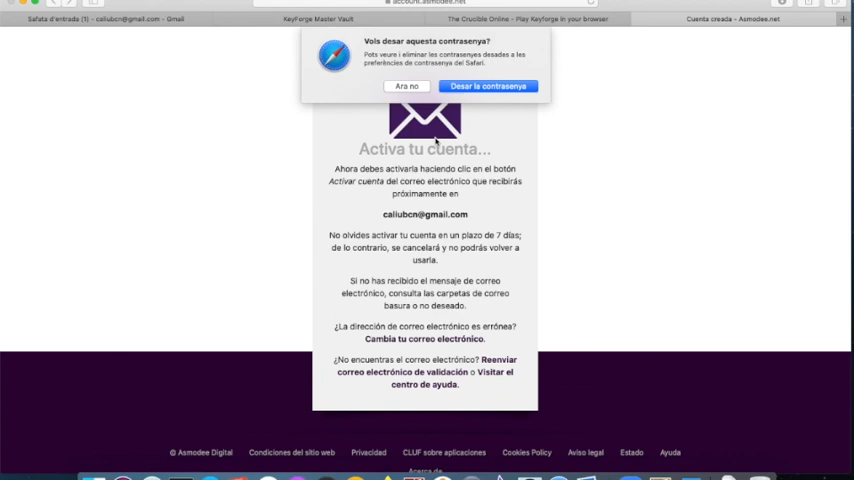 account.asmodee.net
Safata d'entrada (1) - caliubcn@gmail.com - Gmail
KeyForge Master Vault
The Crucible Online - Play Keyforge in your browser
Cuenta creada - Asmodee.net
Vols desar aquesta contrasenya?
Pots veure i eliminar les contrasenyes desades a les
preferències de contrasenya del Safari.
Ara no
Desar la contrasenya
Activa tu cuenta...
Ahora debes activarla haciendo clic en el botón
Activar cuenta del correo electrónico que recibirás
próximamente en
caliubcn@gmail.com
No olvides activar tu cuenta en un plazo de 7 días;
de lo contrario, se cancelará y no podrás volver a
usarla.
Si no has recibido el mensaje de correo
electrónico, consulta las carpetas de correo
basura o no deseado.
¿La dirección de correo electrónico es errónea?
Cambia tu correo electrónico.
¿No encuentras el correo electrónico? Reenviar
correo electrónico de validación o Visitar el
centro de ayuda.
© Asmodee Digital
Condiciones del sitio web
Privacidad
CLUF sobre aplicaciones
Cookies Policy
Aviso legal
Estado
Ayuda
Acerca de